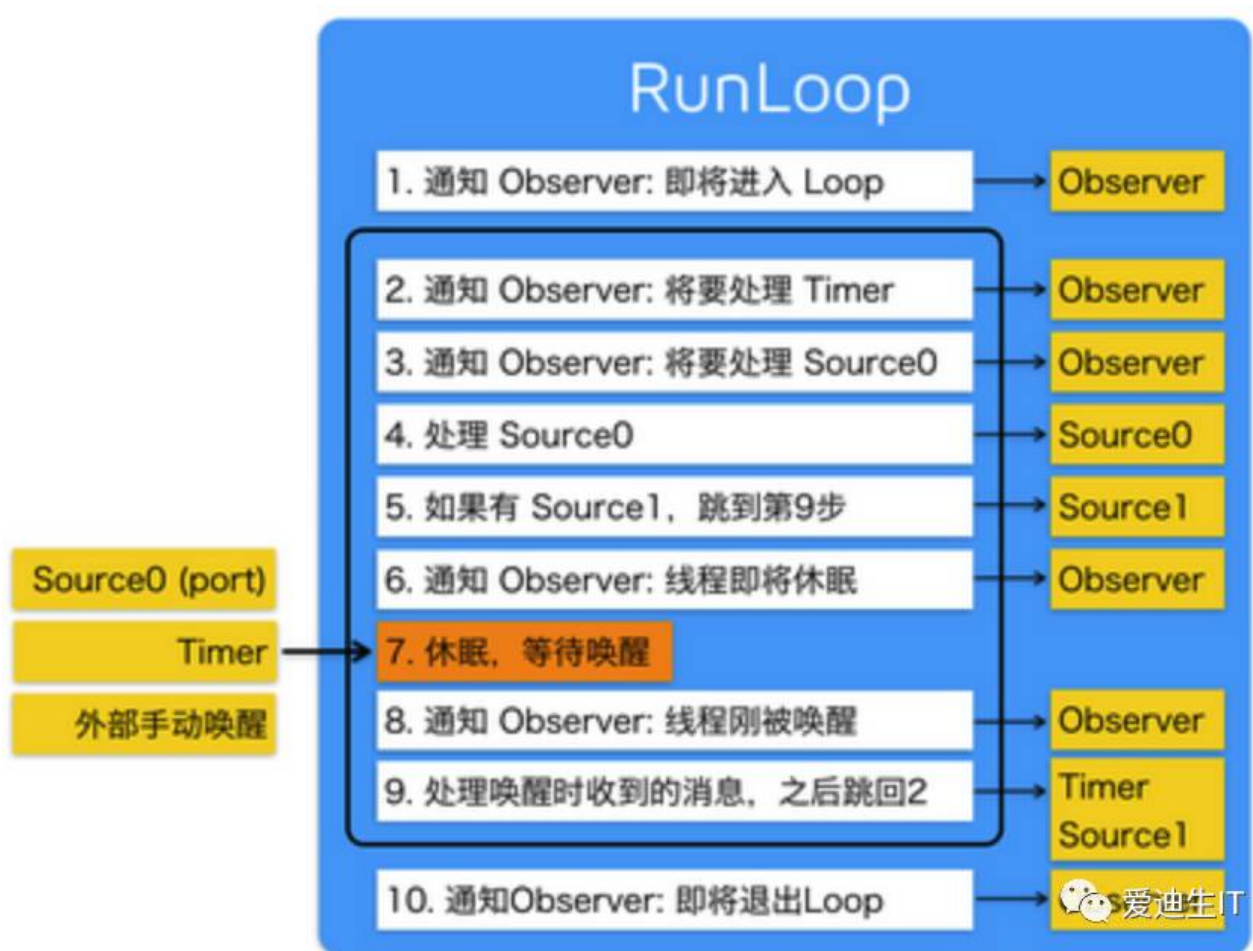 RunLoop
1. 通知 Observer: 即将进入 Loop
Observer
2. 通知 Observer: 将要处理 Timer
Observer
3. 通知 Observer: 将要处理 Source0
Observer
4. 处理 Source0
Source0
5. 如果有 Source1, 跳到第9步
Source1
Source0 (port)
6. 通知 Observer: 线程即将休眠
Observer
Timer
7. 休眠, 等待唤醒
外部手动唤醒
8. 通知 Observer: 线程刚被唤醒
Observer
9. 处理唤醒时收到的消息, 之后跳回2
Timer
Source1
10. 通知Observer: 即将退出Loop
爱迪生IT